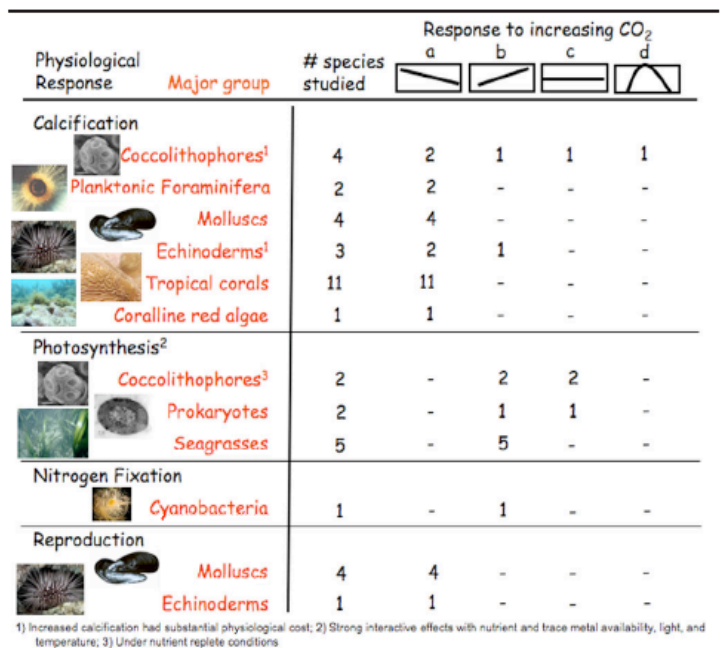 Response to increasing CO2
Physiological Response Major group # species studied a b c d
Calcification
Coccolithophores1 4 2 1 1 1
Planktonic Foraminifera 2 2 - - -
Molluscs 4 4 - - -
Echinoderms1 3 2 1 - -
Tropical corals 11 11 - - -
Coralline red algae 1 1 - - -
Photosynthesis2
Coccolithophores3 2 - 2 2 -
Prokaryotes 2 - 1 1 -
Seagrasses 5 - 5 - -
Nitrogen Fixation
Cyanobacteria 1 - 1 - -
Reproduction
Molluscs 4 4 - - -
Echinoderms 1 1 - - -
1) Increased calcification had substantial physiological cost; 2) Strong interactive effects with nutrient and trace metal availability, light, and
temperature; 3) Under nutrient replete conditions